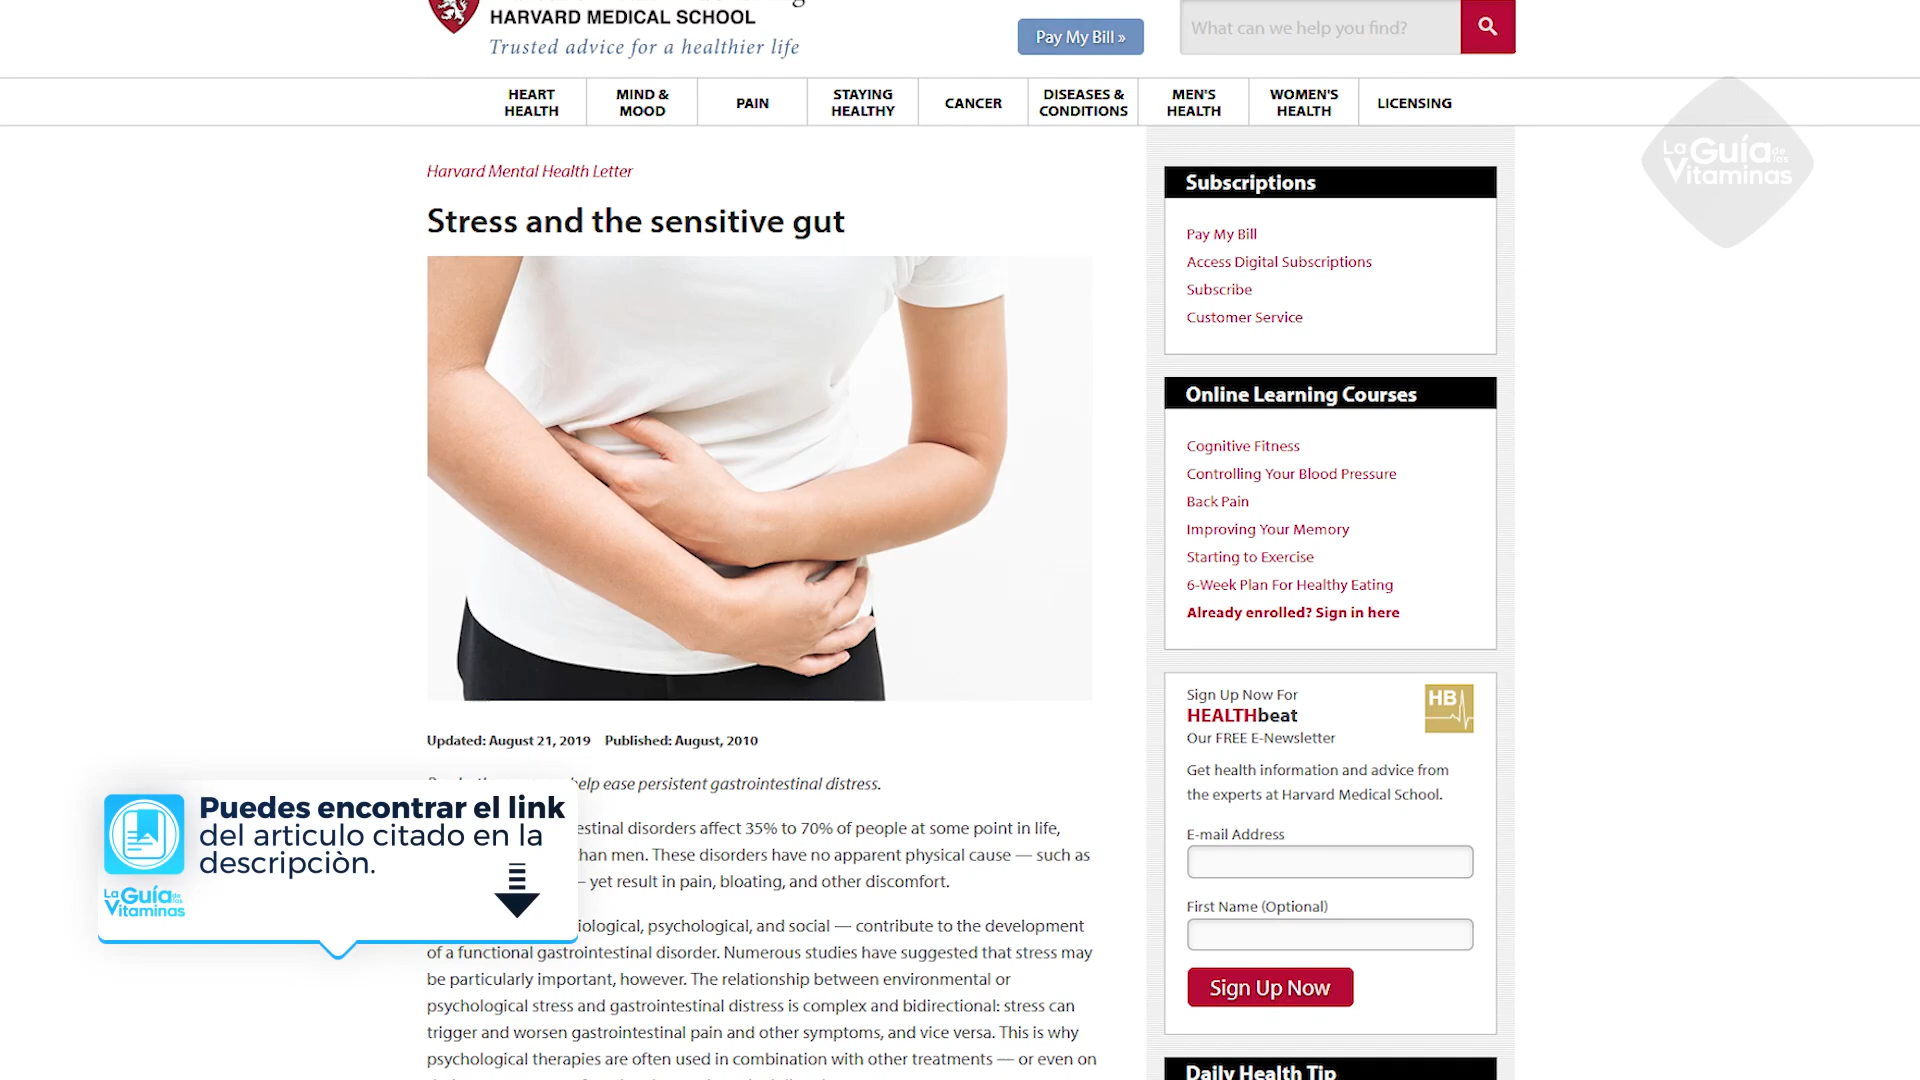 HARVARD MEDICAL SCHOOL
Trusted advice for a healthier life
Pay My Bill »
What can we help you find?
HEART HEALTH
MIND & MOOD
PAIN
STAYING HEALTHY
CANCER
DISEASES & CONDITIONS
MEN'S HEALTH
WOMEN'S HEALTH
LICENSING
La Guía de las Vitaminas
Harvard Mental Health Letter
Stress and the sensitive gut
Updated: August 21, 2019 Published: August, 2010
help ease persistent gastrointestinal distress.
disorders affect 35% to 70% of people at some point in life,
than men. These disorders have no apparent physical cause — such as
— yet result in pain, bloating, and other discomfort.
psychological, and social — contribute to the development
of a functional gastrointestinal disorder. Numerous studies have suggested that stress may
be particularly important, however. The relationship between environmental or
psychological stress and gastrointestinal distress is complex and bidirectional: stress can
trigger and worsen gastrointestinal pain and other symptoms, and vice versa. This is why
psychological therapies are often used in combination with other treatments — or even on
Puedes encontrar el link
del articulo citado en la
descripciòn.
La Guía de las Vitaminas
Subscriptions
Pay My Bill
Access Digital Subscriptions
Subscribe
Customer Service
Online Learning Courses
Cognitive Fitness
Controlling Your Blood Pressure
Back Pain
Improving Your Memory
Starting to Exercise
6-Week Plan For Healthy Eating
Already enrolled? Sign in here
Sign Up Now For
HEALTHbeat
Our FREE E-Newsletter
HB
Get health information and advice from
the experts at Harvard Medical School.
E-mail Address
First Name (Optional)
Sign Up Now
Daily Health Tip